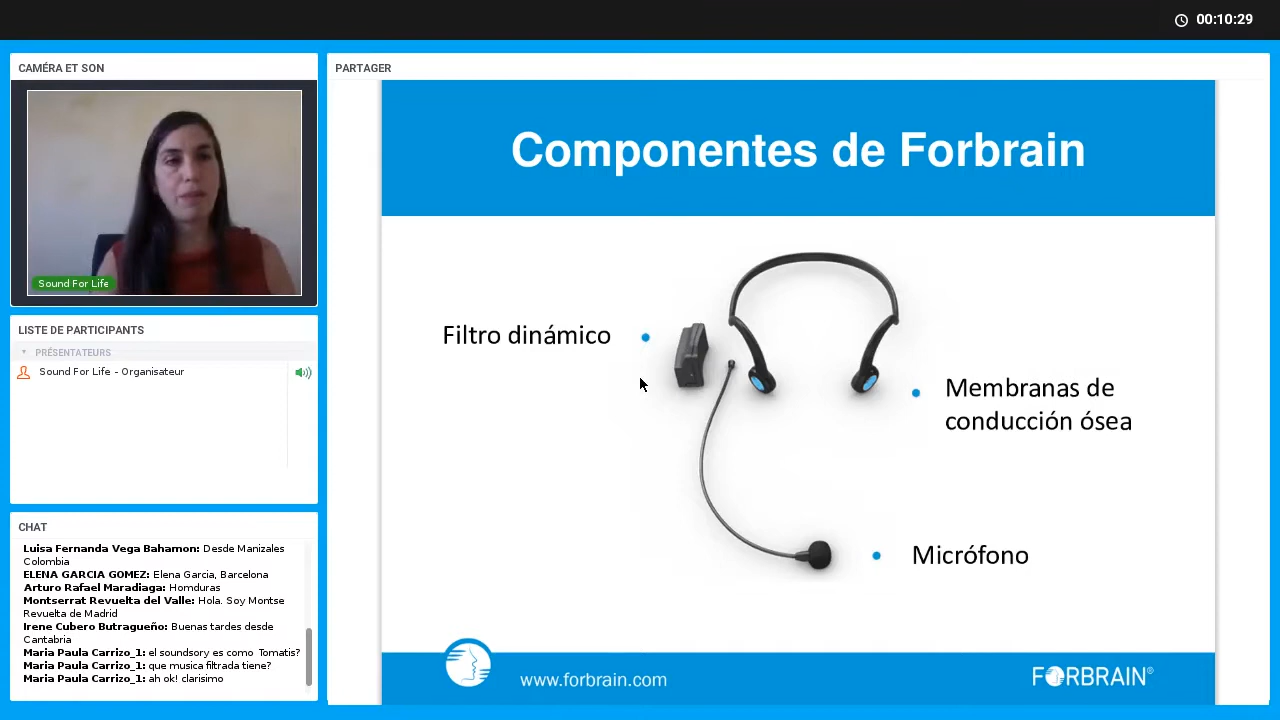 00:10:29
CAMÉRA ET SON
Sound For Life
LISTE DE PARTICIPANTS
PRÉSENTATEURS
Sound For Life - Organisateur
CHAT
Luisa Fernanda Vega Bahamon: Desde Manizales
Colombia
ELENA GARCIA GOMEZ: Elena Garcia, Barcelona
Arturo Rafael Maradiaga: Homduras
Montserrat Revuelta del Valle: Hola. Soy Montse
Revuelta de Madrid
Irene Cubero Butragueño: Buenas tardes desde
Cantabria
Maria Paula Carrizo_1: el soundsory es como Tomatis?
Maria Paula Carrizo_1: que musica filtrada tiene?
Maria Paula Carrizo_1: ah ok! clarisimo
PARTAGER
Componentes de Forbrain
Filtro dinámico
Membranas de
conducción ósea
Micrófono
www.forbrain.com
FORBRAIN®